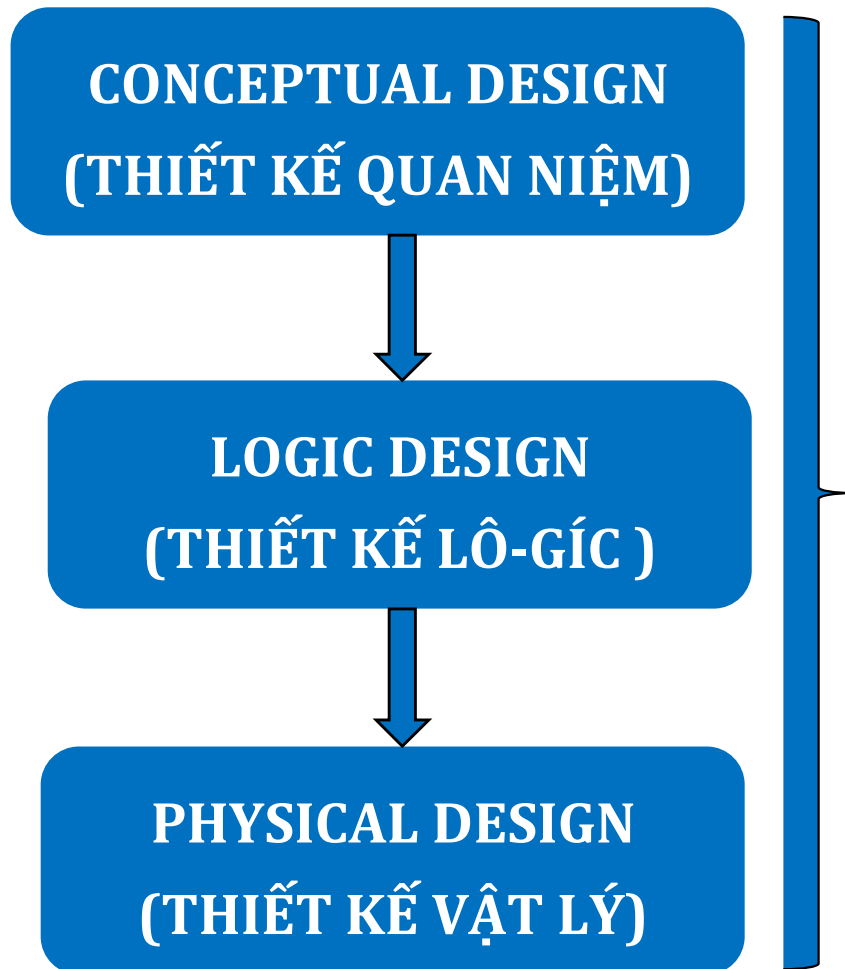 CONCEPTUAL DESIGN
(THIẾT KẾ QUAN NIỆM)
LOGIC DESIGN
(THIẾT KẾ LÔ-GÍC )
PHYSICAL DESIGN
(THIẾT KẾ VẬT LÝ)